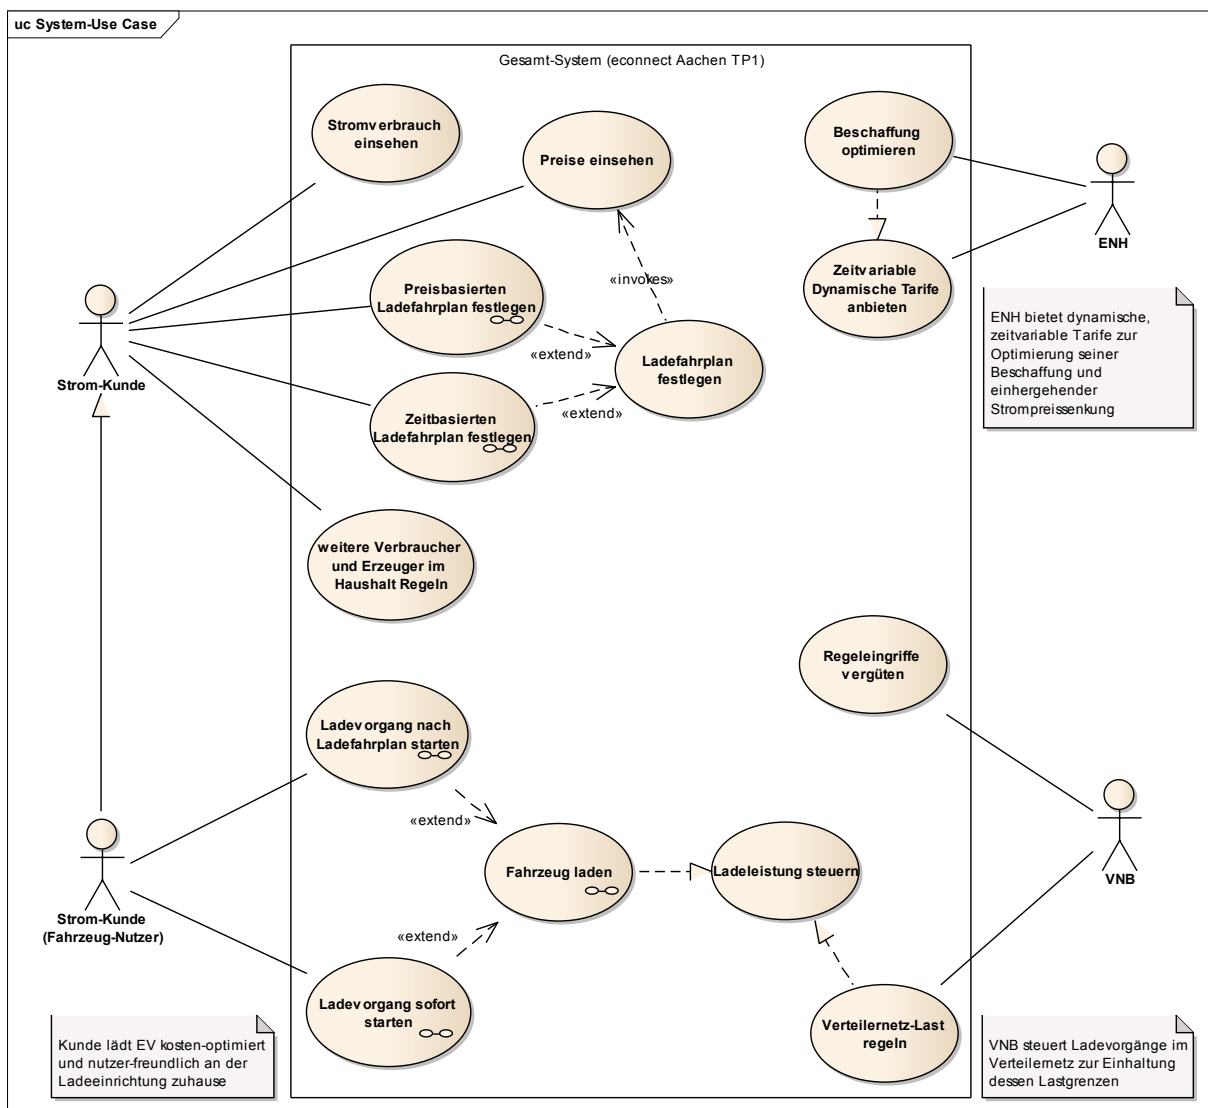 uc System-Use Case
Gesamt-System (econnect Aachen TP1)
Stromverbrauch
einsehen
Preise einsehen
Beschaffung
optimieren
ENH
«invokes»
Preisbasierten
Ladefahrplan festlegen
Zeitvariable
Dynamische Tarife
anbieten
ENH bietet dynamische,
zeitvariable Tarife zur
Optimierung seiner
Beschaffung und
einhergehender
Strompreissenkung
«extend»
Ladefahrplan
festlegen
Strom-Kunde
Zeitbasierten
Ladefahrplan festlegen
«extend»
weitere Verbraucher
und Erzeuger im
Haushalt Regeln
Regeleingriffe
vergüten
Ladevorgang nach
Ladefahrplan starten
«extend»
Fahrzeug laden
Ladeleistung steuern
VNB
Strom-Kunde
(Fahrzeug-Nutzer)
«extend»
Ladevorgang sofort
starten
Verteilernetz-Last
regeln
Kunde lädt EV kosten-optimiert
und nutzer-freundlich an der
Ladeeinrichtung zuhause
VNB steuert Ladevorgänge im
Verteilernetz zur Einhaltung
dessen Lastgrenzen